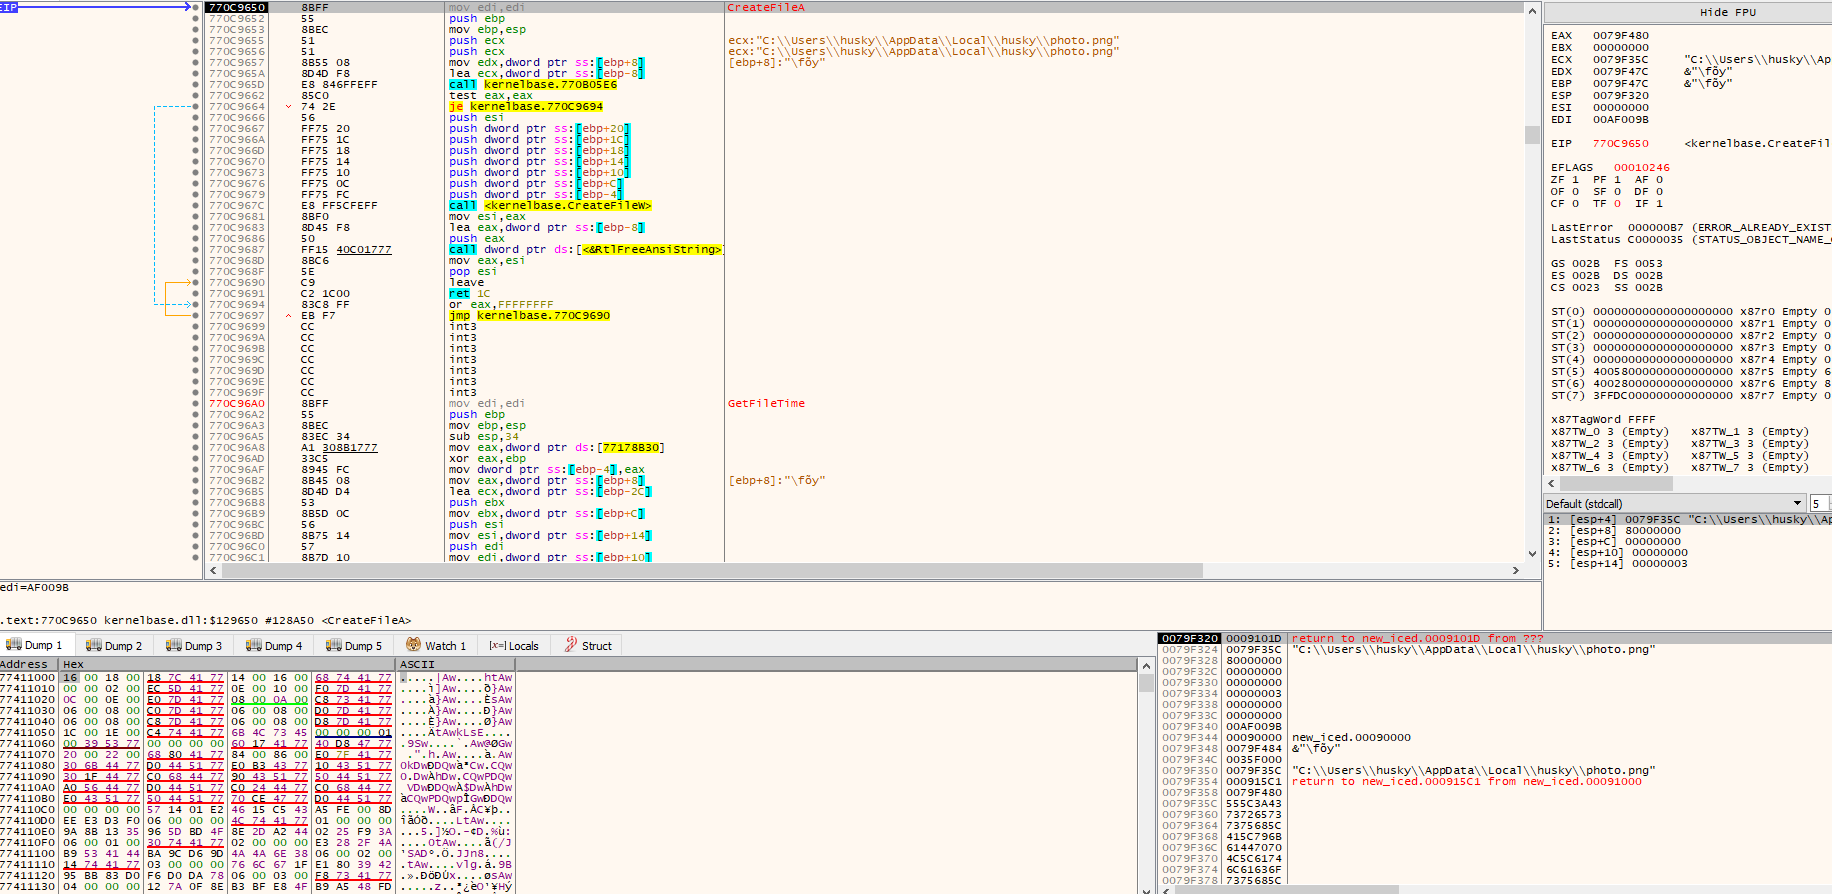 EIP
770C9650 8BFF mov edi,edi CreateFileA
770C9652 55 push ebp
770C9653 8BEC mov ebp,esp
770C9655 51 push ecx ecx:"C:\\Users\\husky\\AppData\\Local\\husky\\photo.png"
770C9656 51 push ecx ecx:"C:\\Users\\husky\\AppData\\Local\\husky\\photo.png"
770C9657 8B55 08 mov edx,dword ptr ss:[ebp+8] [ebp+8]:"\fõy"
770C965A 8D4D F8 lea ecx,dword ptr ss:[ebp-8]
770C965D E8 846FFEFF call kernelbase.770B05E6
770C9662 85C0 test eax,eax
770C9664 74 2E je kernelbase.770C9694
770C9666 56 push esi
770C9667 FF75 20 push dword ptr ss:[ebp+20]
770C966A FF75 1C push dword ptr ss:[ebp+1C]
770C966D FF75 18 push dword ptr ss:[ebp+18]
770C9670 FF75 14 push dword ptr ss:[ebp+14]
770C9673 FF75 10 push dword ptr ss:[ebp+10]
770C9676 FF75 0C push dword ptr ss:[ebp+C]
770C9679 FF75 FC push dword ptr ss:[ebp-4]
770C967C E8 FF5CFEFF call <kernelbase.CreateFileW>
770C9681 8BF0 mov esi,eax
770C9683 8D45 F8 lea eax,dword ptr ss:[ebp-8]
770C9686 50 push eax
770C9687 FF15 40C01777 call dword ptr ds:[<&RtlFreeAnsiString>]
770C968D 8BC6 mov eax,esi
770C968F 5E pop esi
770C9690 C9 leave
770C9691 C2 1C00 ret 1C
770C9694 83C8 FF or eax,FFFFFFFF
770C9697 EB F7 jmp kernelbase.770C9690
770C9699 CC int3
770C969A CC int3
770C969B CC int3
770C969C CC int3
770C969D CC int3
770C969E CC int3
770C969F CC int3
770C96A0 8BFF mov edi,edi GetFileTime
770C96A2 55 push ebp
770C96A3 8BEC mov ebp,esp
770C96A5 83EC 34 sub esp,34
770C96A8 A1 308B1777 mov eax,dword ptr ds:[77178B30]
770C96AD 33C5 xor eax,ebp
770C96AF 8945 FC mov dword ptr ss:[ebp-4],eax
770C96B2 8B45 08 mov eax,dword ptr ss:[ebp+8] [ebp+8]:"\fõy"
770C96B5 8D4D D4 lea ecx,dword ptr ss:[ebp-2C]
770C96B8 53 push ebx
770C96B9 8B5D 0C mov ebx,dword ptr ss:[ebp+C]
770C96BC 56 push esi
770C96BD 8B75 14 mov esi,dword ptr ss:[ebp+14]
770C96C0 57 push edi
770C96C1 8B7D 10 mov edi,dword ptr ss:[ebp+10]
Hide FPU
EAX 0079F480
EBX 00000000
ECX 0079F35C "C:\\Users\\husky\\Ap
EDX 0079F47C &"\fõy"
EBP 0079F47C &"\fõy"
ESP 0079F320
ESI 00000000
EDI 00AF009B
EIP 770C9650 <kernelbase.CreateFil
EFLAGS 00010246
ZF 1 PF 1 AF 0
OF 0 SF 0 DF 0
CF 0 TF 0 IF 1
LastError 000000B7 (ERROR_ALREADY_EXIST
LastStatus C0000035 (STATUS_OBJECT_NAME_
GS 002B FS 0053
ES 002B DS 002B
CS 0023 SS 002B
ST(0) 00000000000000000000 x87r0 Empty 0
ST(1) 00000000000000000000 x87r1 Empty 0
ST(2) 00000000000000000000 x87r2 Empty 0
ST(3) 00000000000000000000 x87r3 Empty 0
ST(4) 00000000000000000000 x87r4 Empty 0
ST(5) 40058000000000000000 x87r5 Empty 6
ST(6) 40028000000000000000 x87r6 Empty 8
ST(7) 3FFDC000000000000000 x87r7 Empty 0
x87TagWord FFFF
x87TW_0 3 (Empty) x87TW_1 3 (Empty)
x87TW_2 3 (Empty) x87TW_3 3 (Empty)
x87TW_4 3 (Empty) x87TW_5 3 (Empty)
x87TW_6 3 (Empty) x87TW_7 3 (Empty)
Default (stdcall) 5
1: [esp+4] 0079F35C "C:\\Users\\husky\\A
2: [esp+8] 80000000
3: [esp+C] 00000000
4: [esp+10] 00000000
5: [esp+14] 00000003
edi=AF009B
.text:770C9650 kernelbase.dll:$129650 #128A50 <CreateFileA>
Dump 1 Dump 2 Dump 3 Dump 4 Dump 5 Watch 1 [x=] Locals Struct
Address Hex ASCII
77411000 16 00 18 00 18 7C 41 77 14 00 16 00 68 74 41 77 .....|Aw....htAw
77411010 00 00 02 00 EC 5D 41 77 0E 00 10 00 F0 7D 41 77 ....ì]Aw....ð}Aw
77411020 0C 00 0E 00 E0 7D 41 77 08 00 0A 00 C8 73 41 77 ....à}Aw....ÈsAw
77411030 06 00 08 00 C0 7D 41 77 06 00 08 00 D0 7D 41 77
77411040 06 00 08 00 C8 7D 41 77 06 00 08 00 D8 7D 41 77
77411050 1C 00 1E 00 C4 74 41 77 6B 4C 73 45 00 00 00 01 ....ÄtAwkLsE....
77411060 00 39 53 77 00 00 00 00 60 17 41 77 40 D8 47 77 .9Sw....`.Aw@ØGw
77411070 20 00 22 00 68 80 41 77 84 00 86 00 E0 7F 41 77
77411080 30 6B 44 77 D0 44 51 77 E0 B3 43 77 10 43 51 77
77411090 30 1F 44 77 C0 68 44 77 90 43 51 77 50 44 51 77
774110A0 A0 56 44 77 D0 44 51 77 C0 24 44 77 C0 68 44 77
774110B0 E0 43 51 77 50 44 51 77 70 CE 47 77 D0 44 51 77
774110C0 00 00 00 00 57 14 01 E2 46 15 C5 43 A5 FE 00 8D
774110D0 EE E3 D3 F0 06 00 00 00 4C 74 41 77 01 00 00 00
774110E0 9A 8B 13 35 96 5D BD 4F 8E 2D A2 44 02 25 F9 3A
774110F0 06 00 01 00 30 74 41 77 02 00 00 00 E3 28 2F 4A
77411100 B9 53 41 44 BA 9C D6 9D 4A 4A 6E 38 06 00 02 00
77411110 14 74 41 77 03 00 00 00 76 6C 67 1F E1 80 39 42
77411120 95 BB 83 D0 F6 D0 DA 78 06 00 03 00 F8 73 41 77
77411130 04 00 00 00 12 7A 0F 8E B3 BF E8 4F B9 A5 48 FD
0079F320 0009101D return to new_iced.0009101D from ???
0079F324 0079F35C "C:\\Users\\husky\\AppData\\Local\\husky\\photo.png"
0079F328 80000000
0079F32C 00000000
0079F330 00000000
0079F334 00000003
0079F338 00000000
0079F33C 00000000
0079F340 00AF009B
0079F344 00090000 new_iced.00090000
0079F348 0079F484 &"\fõy"
0079F34C 0035F000
0079F350 0079F35C "C:\\Users\\husky\\AppData\\Local\\husky\\photo.png"
0079F354 000915C1 return to new_iced.000915C1 from new_iced.00091000
0079F358 0079F480
0079F35C 555C3A43
0079F360 73726573
0079F364 7375685C
0079F368 415C796B
0079F36C 61447070
0079F370 4C5C6174
0079F374 6C61636F
0079F378 7375685C